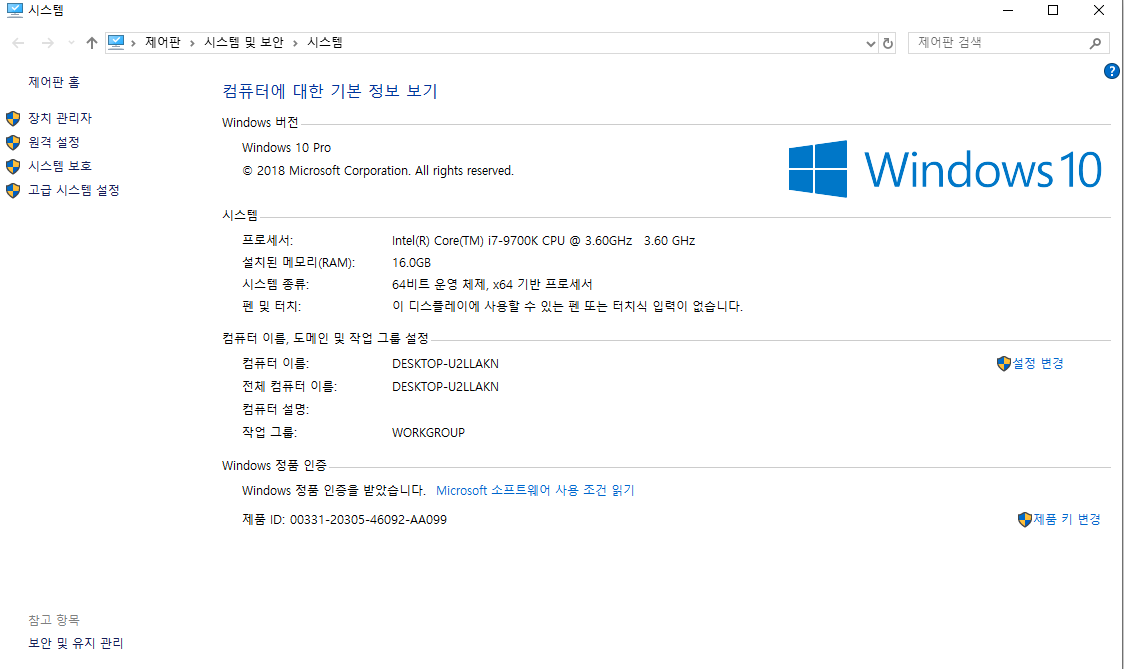 시스템
제어판 › 시스템 및 보안 › 시스템
제어판 검색
제어판 홈
장치 관리자
원격 설정
시스템 보호
고급 시스템 설정
컴퓨터에 대한 기본 정보 보기
Windows 버전
Windows 10 Pro
© 2018 Microsoft Corporation. All rights reserved.
Windows 10
시스템
프로세서: Intel(R) Core(TM) i7-9700K CPU @ 3.60GHz 3.60 GHz
설치된 메모리(RAM): 16.0GB
시스템 종류: 64비트 운영 체제, x64 기반 프로세서
펜 및 터치: 이 디스플레이에 사용할 수 있는 펜 또는 터치식 입력이 없습니다.
컴퓨터 이름, 도메인 및 작업 그룹 설정
컴퓨터 이름: DESKTOP-U2LLAKN 설정 변경
전체 컴퓨터 이름: DESKTOP-U2LLAKN
컴퓨터 설명:
작업 그룹: WORKGROUP
Windows 정품 인증
Windows 정품 인증을 받았습니다. Microsoft 소프트웨어 사용 조건 읽기
제품 ID: 00331-20305-46092-AA099 제품 키 변경
참고 항목
보안 및 유지 관리